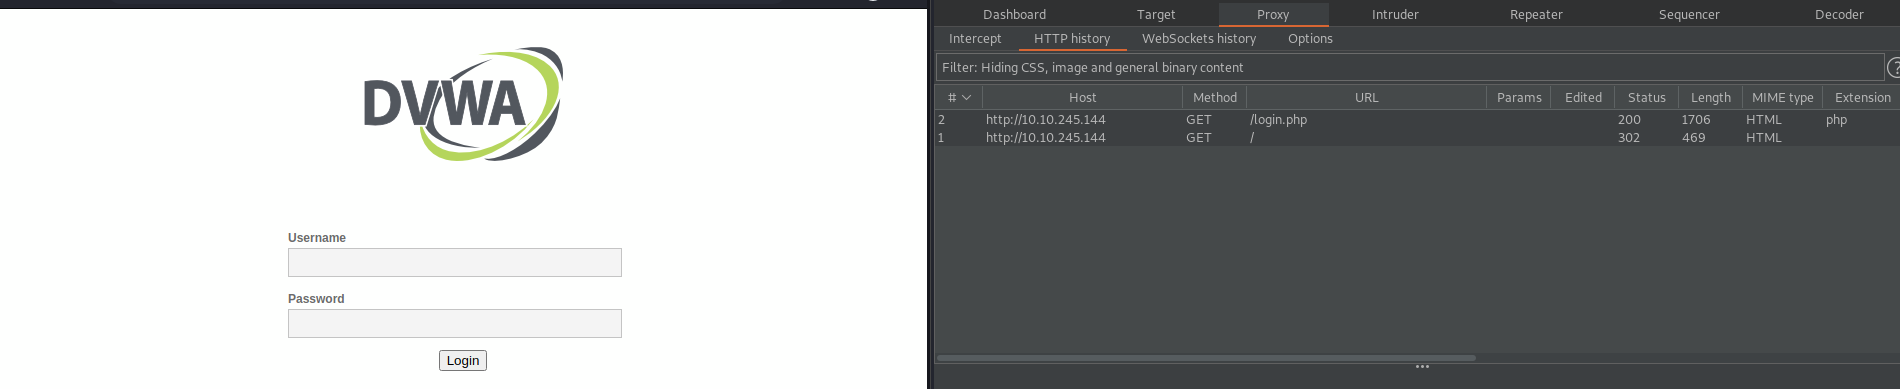 DVWA
Username
Password
Login
Dashboard Target Proxy Intruder Repeater Sequencer Decoder
Intercept HTTP history WebSockets history Options
Filter: Hiding CSS, image and general binary content
?
# Host Method URL Params Edited Status Length MIME type Extension
2 http://10.10.245.144 GET /login.php 200 1706 HTML php
1 http://10.10.245.144 GET / 302 469 HTML